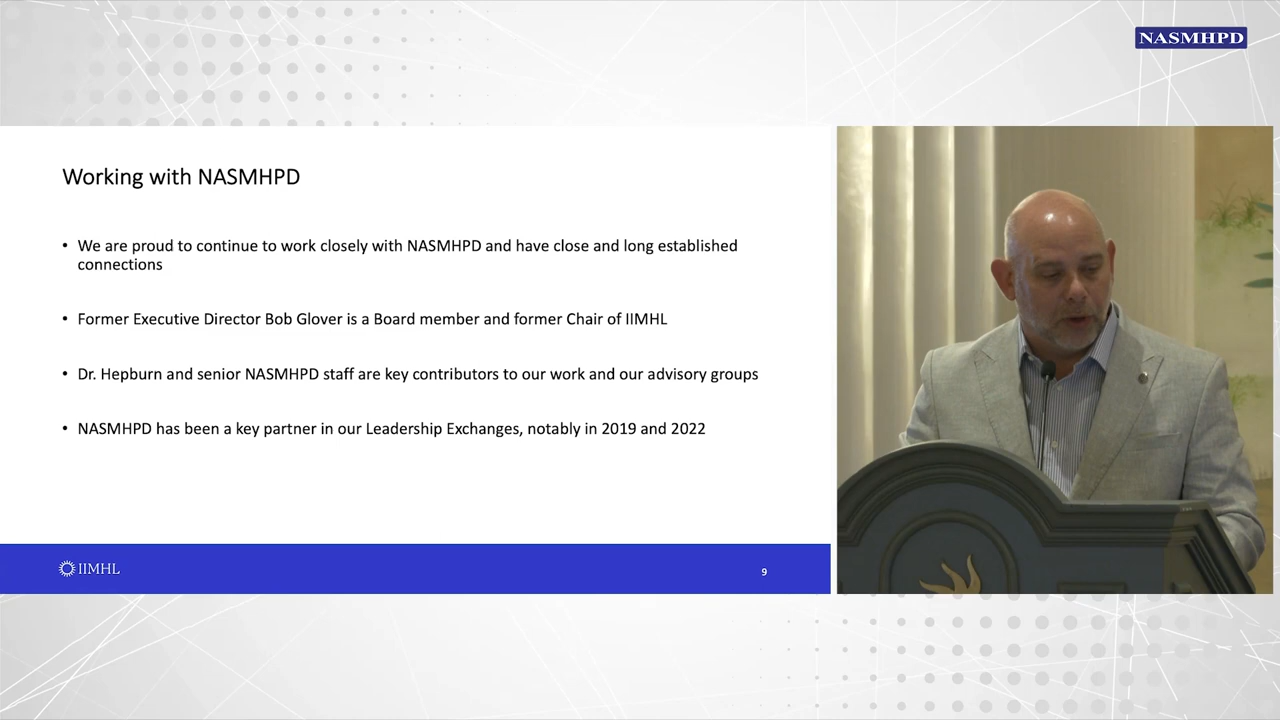 NASMHPD
Working with NASMHPD
• We are proud to continue to work closely with NASMHPD and have close and long established
connections
• Former Executive Director Bob Glover is a Board member and former Chair of IIMHL
• Dr. Hepburn and senior NASMHPD staff are key contributors to our work and our advisory groups
• NASMHPD has been a key partner in our Leadership Exchanges, notably in 2019 and 2022
IIMHL
9